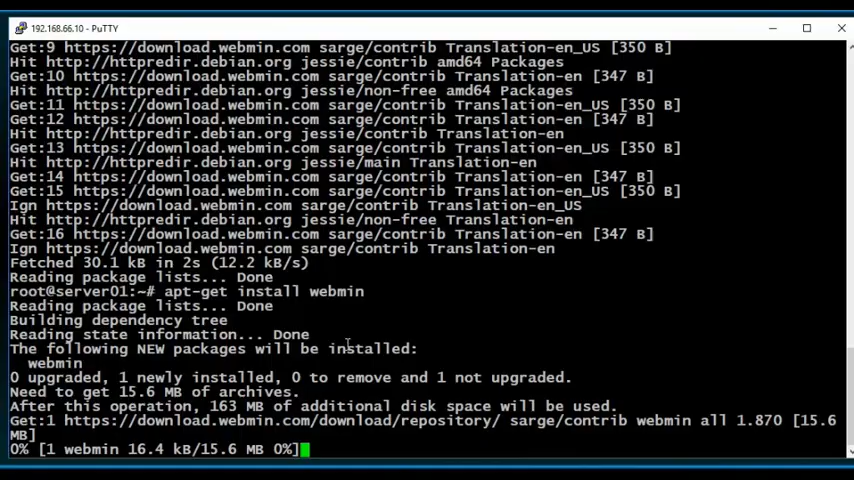 192.168.66.10 - PuTTY
Get:9 https://download.webmin.com sarge/contrib Translation-en_US [350 B]
Hit http://httpredir.debian.org jessie/contrib amd64 Packages
Get:10 https://download.webmin.com sarge/contrib Translation-en [347 B]
Hit http://httpredir.debian.org jessie/non-free amd64 Packages
Get:11 https://download.webmin.com sarge/contrib Translation-en_US [350 B]
Get:12 https://download.webmin.com sarge/contrib Translation-en [347 B]
Hit http://httpredir.debian.org jessie/contrib Translation-en
Get:13 https://download.webmin.com sarge/contrib Translation-en_US [350 B]
Hit http://httpredir.debian.org jessie/main Translation-en
Get:14 https://download.webmin.com sarge/contrib Translation-en [347 B]
Get:15 https://download.webmin.com sarge/contrib Translation-en_US [350 B]
Ign https://download.webmin.com sarge/contrib Translation-en_US
Hit http://httpredir.debian.org jessie/non-free Translation-en
Get:16 https://download.webmin.com sarge/contrib Translation-en [347 B]
Ign https://download.webmin.com sarge/contrib Translation-en
Fetched 30.1 kB in 2s (12.2 kB/s)
Reading package lists... Done
root@server01:~# apt-get install webmin
Reading package lists... Done
Building dependency tree
Reading state information... Done
The following NEW packages will be installed:
webmin
0 upgraded, 1 newly installed, 0 to remove and 1 not upgraded.
Need to get 15.6 MB of archives.
After this operation, 163 MB of additional disk space will be used.
Get:1 https://download.webmin.com/download/repository/ sarge/contrib webmin all 1.870 [15.6
MB]
0% [1 webmin 16.4 kB/15.6 MB 0%]